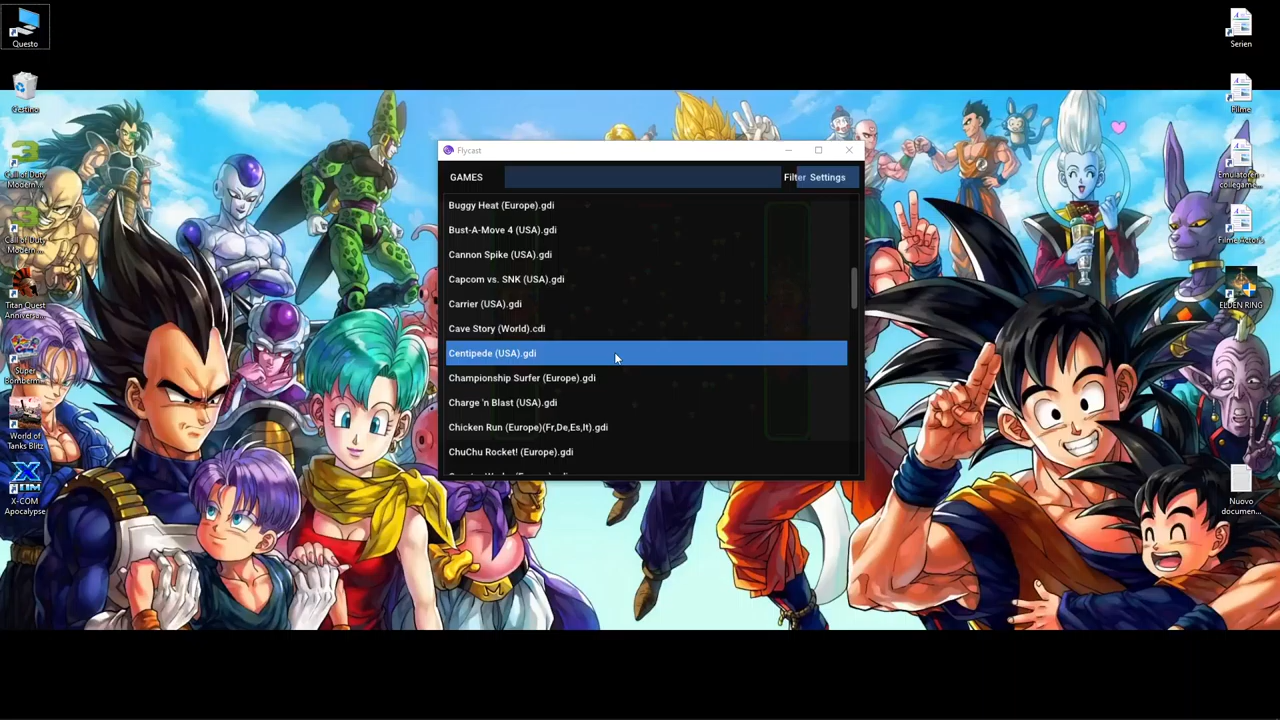 Questo
Cestino
Call of Duty
Modern ...
Call of Duty
Modern ...
Titan Quest
Anniversa...
Super
Bomberm...
World of
Tanks Blitz
X-COM
Apocalypse
Flycast
GAMES
Filter
Settings
Buggy Heat (Europe).gdi
Bust-A-Move 4 (USA).gdi
Cannon Spike (USA).gdi
Capcom vs. SNK (USA).gdi
Carrier (USA).gdi
Cave Story (World).cdi
Centipede (USA).gdi
Championship Surfer (Europe).gdi
Charge 'n Blast (USA).gdi
Chicken Run (Europe)(Fr,De,Es,It).gdi
ChuChu Rocket! (Europe).gdi
Serien
Filme
Emulatoren -
collegame...
Filme Actor's
ELDEN RING
Nuovo
documen...